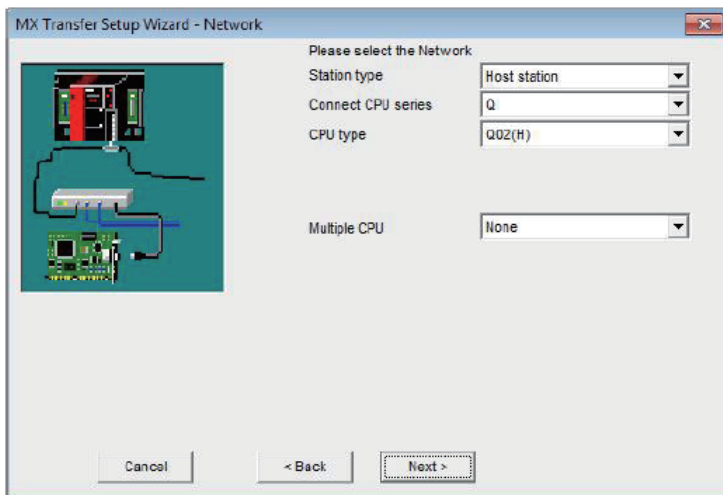 MX Transfer Setup Wizard - Network
Please select the Network
Station type Host station
Connect CPU series Q
CPU type Q02(H)
Multiple CPU None
Cancel < Back Next >